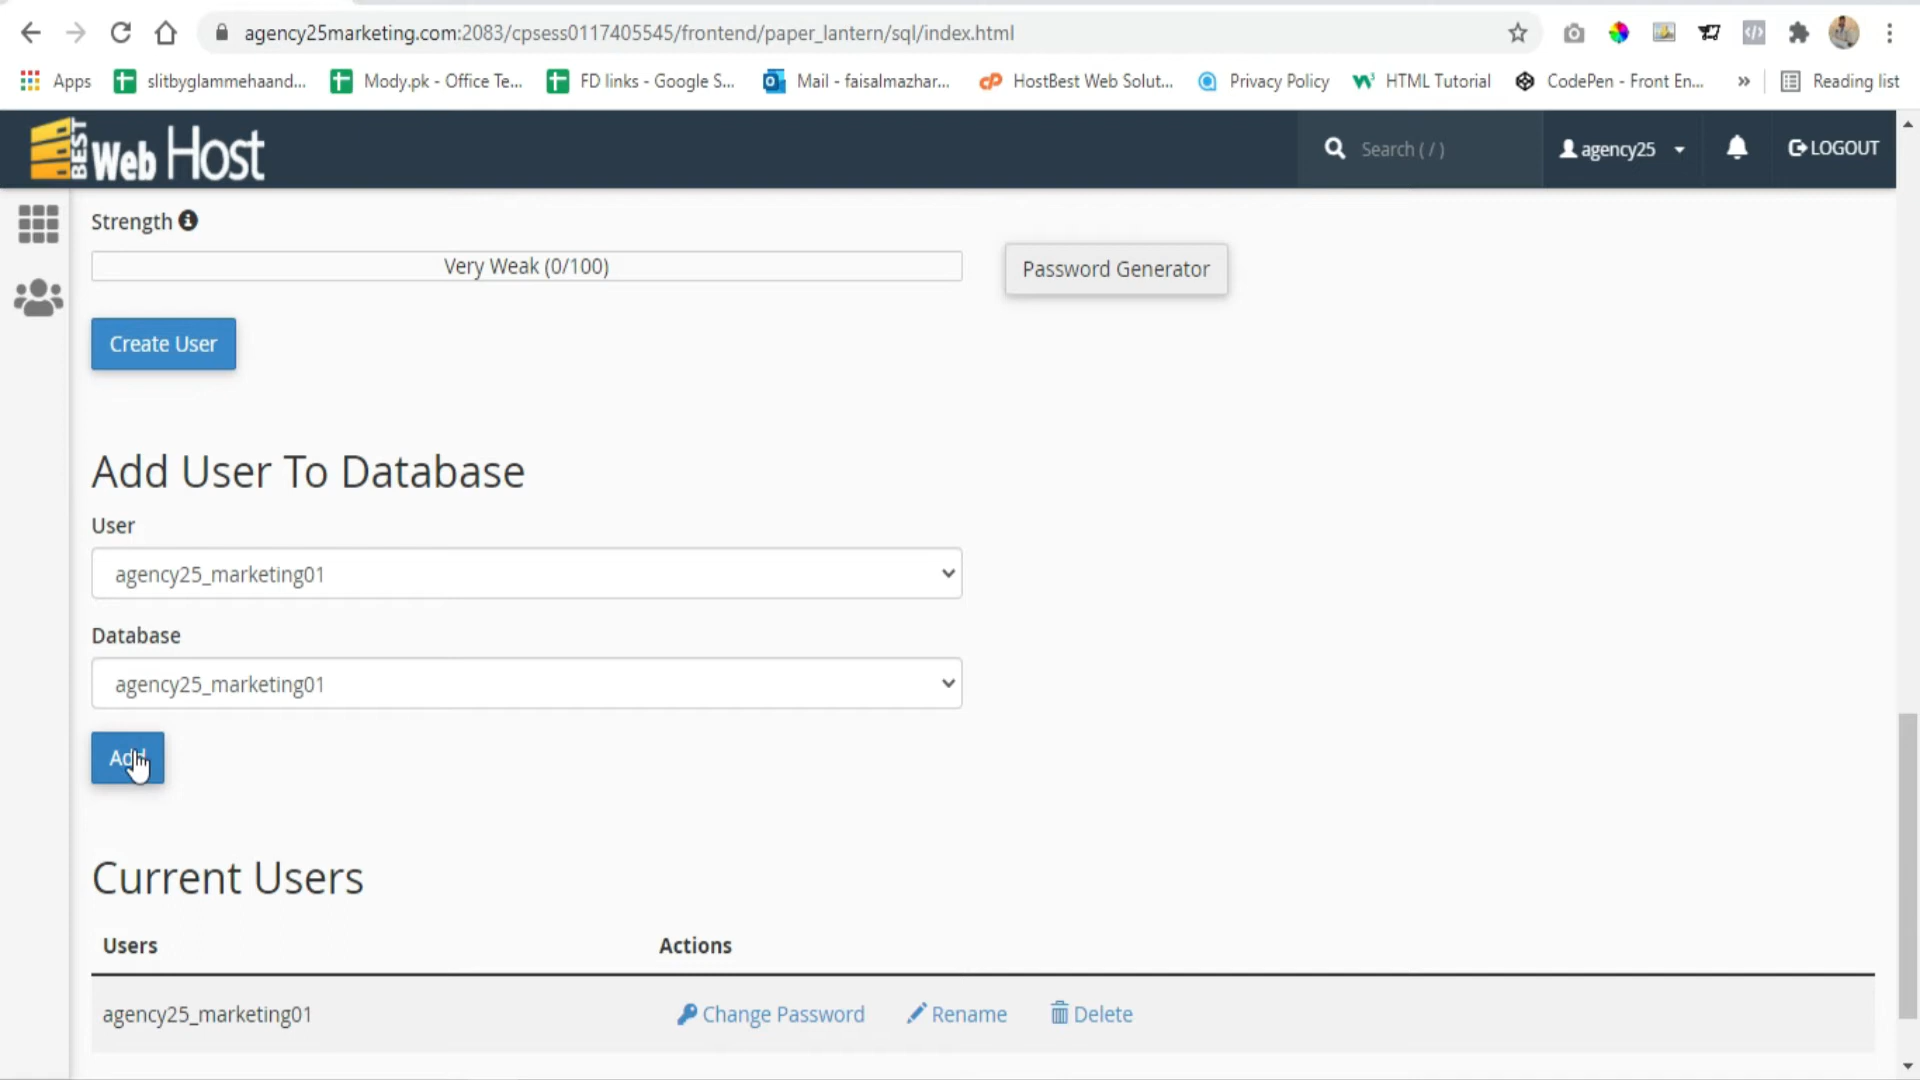 agency25marketing.com:2083/cpsess0117405545/frontend/paper_lantern/sql/index.html
Apps slitbyglammehaand... Mody.pk - Office Te... FD links - Google S... Mail - faisalmazhar... HostBest Web Solut... Privacy Policy HTML Tutorial CodePen - Front En... » Reading list
BEST Web Host Search ( / ) agency25 LOGOUT
Strength
Very Weak (0/100) Password Generator
Create User
Add User To Database
User
agency25_marketing01
Database
agency25_marketing01
Add
Current Users
Users Actions
agency25_marketing01 Change Password Rename Delete